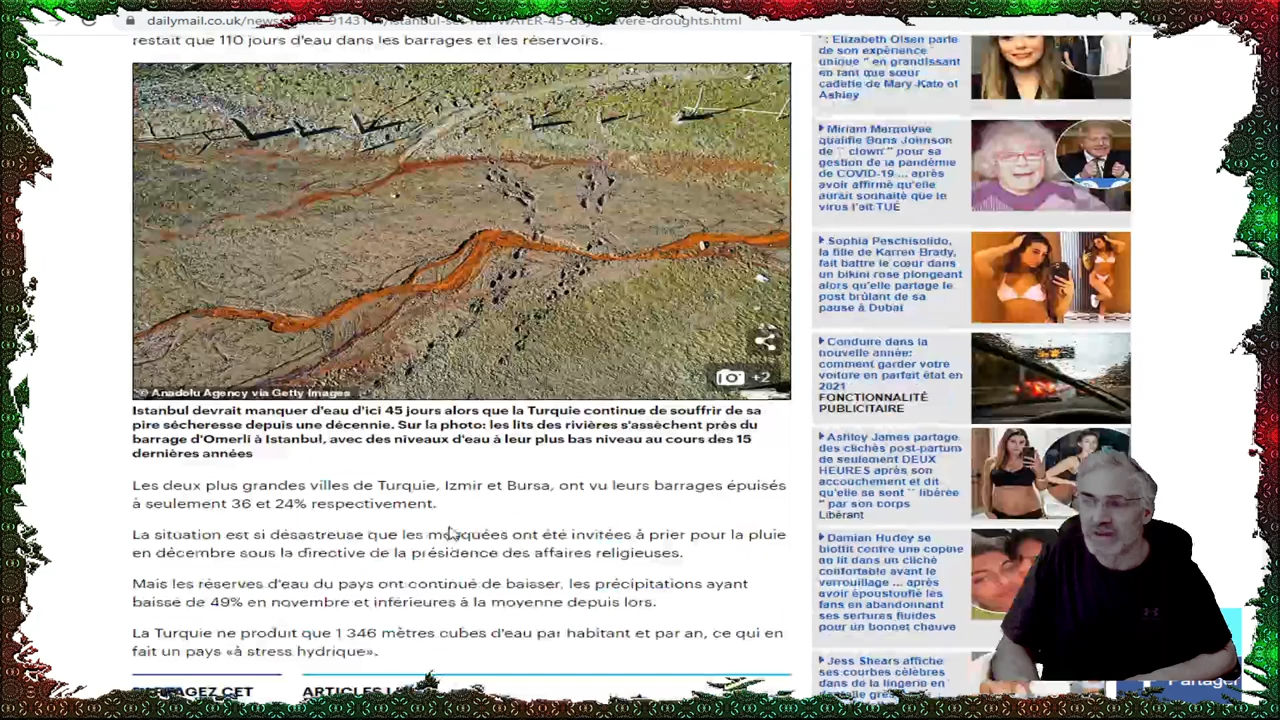 dailymail.co.uk/news
restait que 110 jours d'eau dans les barrages et les réservoirs.
+2
© Anadolu Agency via Getty Images
Istanbul devrait manquer d'eau d'ici 45 jours alors que la Turquie continue de souffrir de sa
pire sécheresse depuis une décennie. Sur la photo: les lits des rivières s'assèchent près du
barrage d'Omerli à Istanbul, avec des niveaux d'eau à leur plus bas niveau au cours des 15
dernières années
Les deux plus grandes villes de Turquie, Izmir et Bursa, ont vu leurs barrages épuisés
à seulement 36 et 24% respectivement.
La situation est si désastreuse que les mosquées ont été invitées à prier pour la pluie
en décembre sous la directive de la présidence des affaires religieuses.
Mais les réserves d'eau du pays ont continué de baisser, les précipitations ayant
baissé de 49% en novembre et inférieures à la moyenne depuis lors.
La Turquie ne produit que 1 346 mètres cubes d'eau par habitant et par an, ce qui en
fait un pays «à stress hydrique».
PARTAGEZ CET
ARTICLES
': Elizabeth Olsen parle
de son expérience
unique " en grandissant
en tant que sœur
cadette de Mary-Kate et
Ashley
Miriam Margolyes
qualifie Boris Johnson
de `` clown '' pour sa
gestion de la pandémie
de COVID-19 ... après
avoir affirmé qu'elle
aurait souhaité que le
virus l'ait TUÉ
Sophia Peschisolido,
la fille de Karren Brady,
fait battre le cœur dans
un bikini rose plongeant
alors qu'elle partage le
post brûlant de sa
pause à Dubaï
Conduire dans la
nouvelle année:
comment garder votre
voiture en parfait état en
2021
FONCTIONNALITÉ
PUBLICITAIRE
Ashley James partage
des clichés post-partum
de seulement DEUX
HEURES après son
accouchement et dit
qu'elle se sent `` libérée
'' par son corps
Libérant
Damian Hurley se
blottit contre une copine
au lit dans un cliché
confortable avant le
verrouillage ... après
avoir époustouflé les
fans en abandonnant
ses serrures fluides
pour un bonnet chauve
Jess Shears affiche
ses courbes célèbres
dans de la lingerie en
Partager